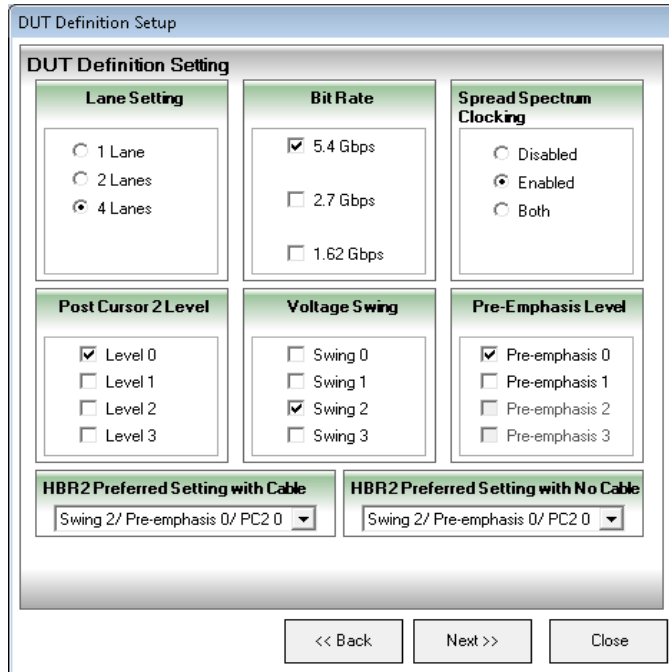 DUT Definition Setup
DUT Definition Setting
Lane Setting
1 Lane
2 Lanes
4 Lanes
Bit Rate
5.4 Gbps
2.7 Gbps
1.62 Gbps
Spread Spectrum
Clocking
Disabled
Enabled
Both
Post Cursor 2 Level
Level 0
Level 1
Level 2
Level 3
Voltage Swing
Swing 0
Swing 1
Swing 2
Swing 3
Pre-Emphasis Level
Pre-emphasis 0
Pre-emphasis 1
Pre-emphasis 2
Pre-emphasis 3
HBR2 Preferred Setting with Cable
Swing 2/ Pre-emphasis 0/ PC2 0
HBR2 Preferred Setting with No Cable
Swing 2/ Pre-emphasis 0/ PC2 0
<< Back
Next >>
Close